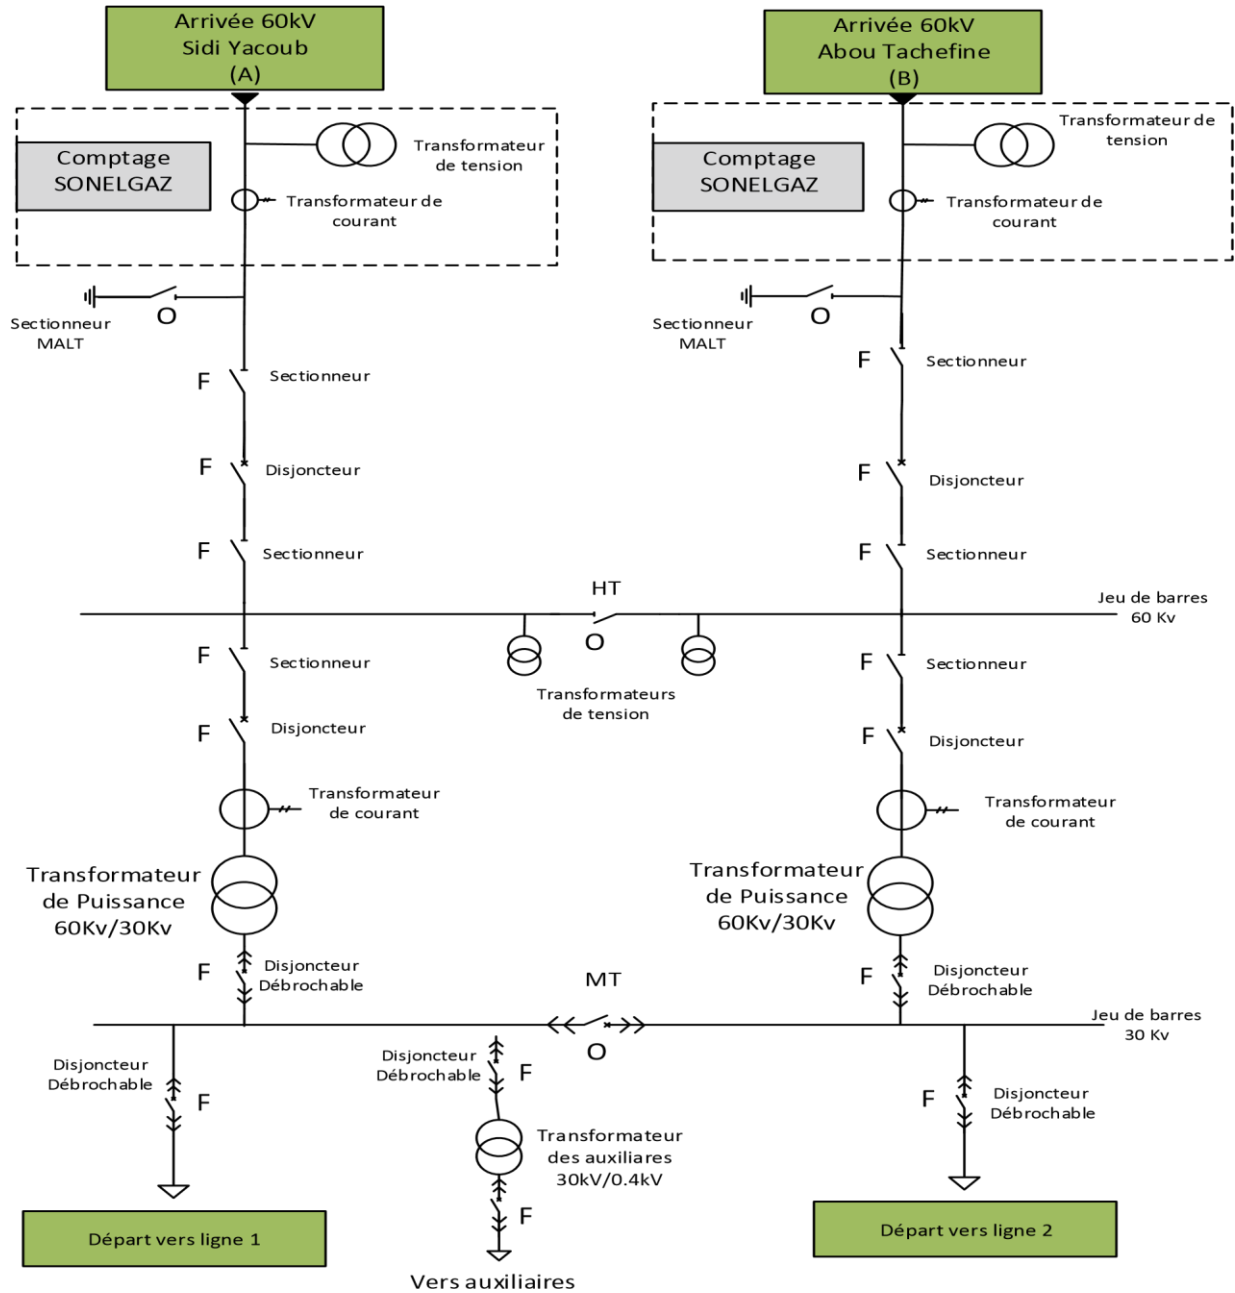 Arrivée 60kV
Sidi Yacoub
(A)
Arrivée 60kV
Abou Tachefine
(B)
Comptage
SONELGAZ
Transformateur
de tension
Transformateur de
courant
Comptage
SONELGAZ
Transformateur de
tension
Transformateur de
courant
Sectionneur
MALT
O
Sectionneur
MALT
O
F
Sectionneur
F
Sectionneur
F
Disjoncteur
F
Disjoncteur
F
Sectionneur
F
Sectionneur
HT
O
Jeu de barres
60 Kv
Transformateurs
de tension
F
Sectionneur
F
Sectionneur
F
Disjoncteur
F
Disjoncteur
Transformateur
de courant
Transformateur
de courant
Transformateur
de Puissance
60Kv/30Kv
Transformateur
de Puissance
60Kv/30Kv
F
Disjoncteur
Débrochable
F
Disjoncteur
Débrochable
MT
O
Jeu de barres
30 Kv
Disjoncteur
Débrochable
F
Disjoncteur
Débrochable
F
F
Disjoncteur
Débrochable
Transformateur
des auxiliares
30kV/0.4kV
F
Départ vers ligne 1
Départ vers ligne 2
Vers auxiliaires